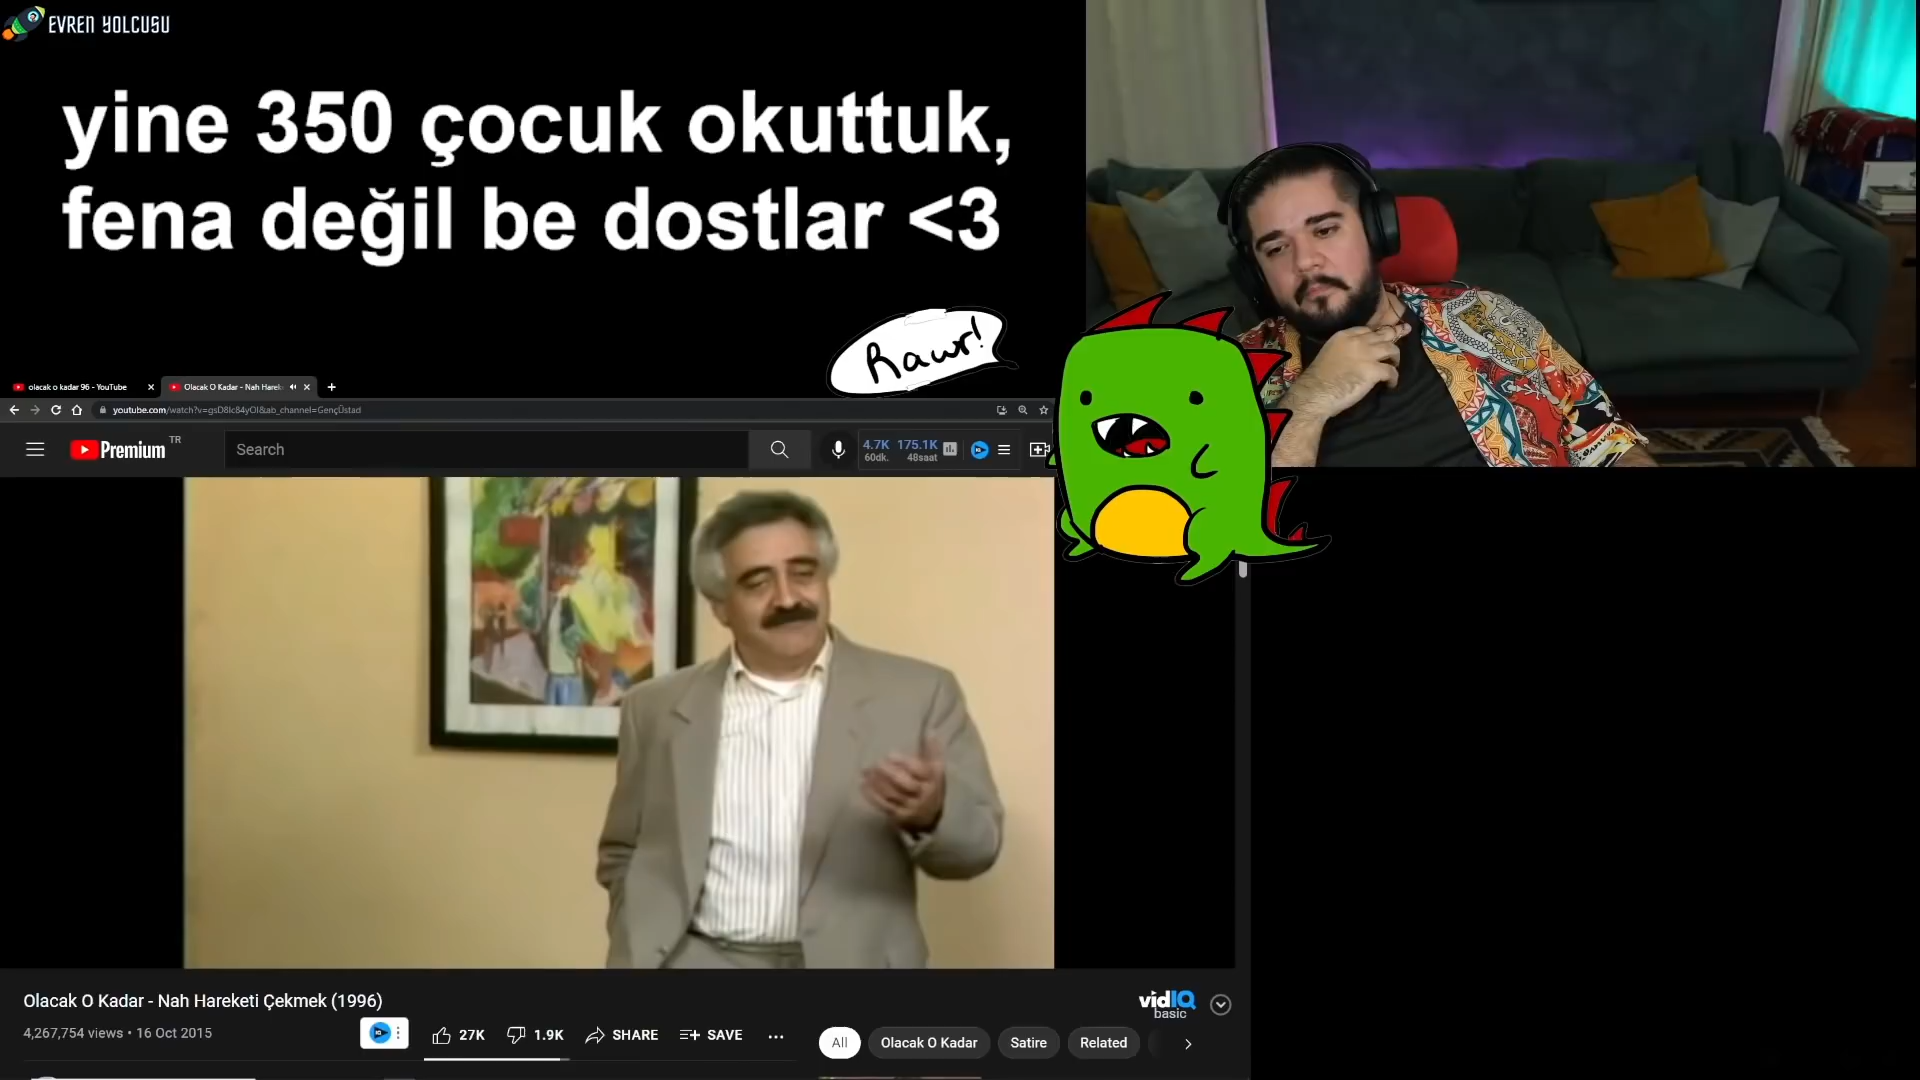 EVREN YOLCUSU
yine 350 çocuk okuttuk,
fena değil be dostlar <3
Rawr!
olacak o kadar 96 - YouTube
Olacak O Kadar - Nah Hareke
youtube.com/watch?v=gsD8lc84yOI&ab_channel=GençÜstad
Premium TR
Search
4.7K 175.1K
60dk. 48saat
Olacak O Kadar - Nah Hareketi Çekmek (1996)
4,267,754 views • 16 Oct 2015
27K 1.9K SHARE SAVE
vidIQ
basic
All Olacak O Kadar Satire Related